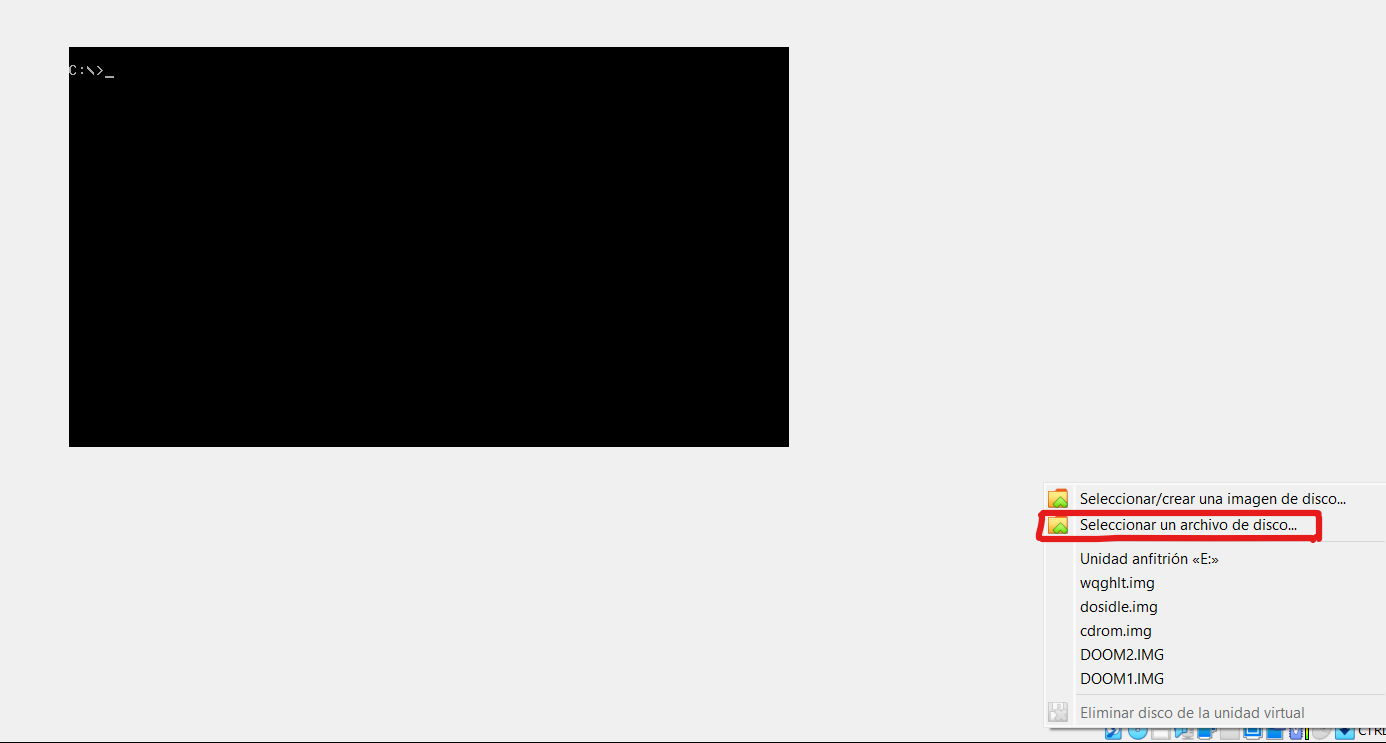 C:\>_
Seleccionar/crear una imagen de disco...
Seleccionar un archivo de disco...
Unidad anfitrión «E:»
wqghlt.img
dosidle.img
cdrom.img
DOOM2.IMG
DOOM1.IMG
Eliminar disco de la unidad virtual